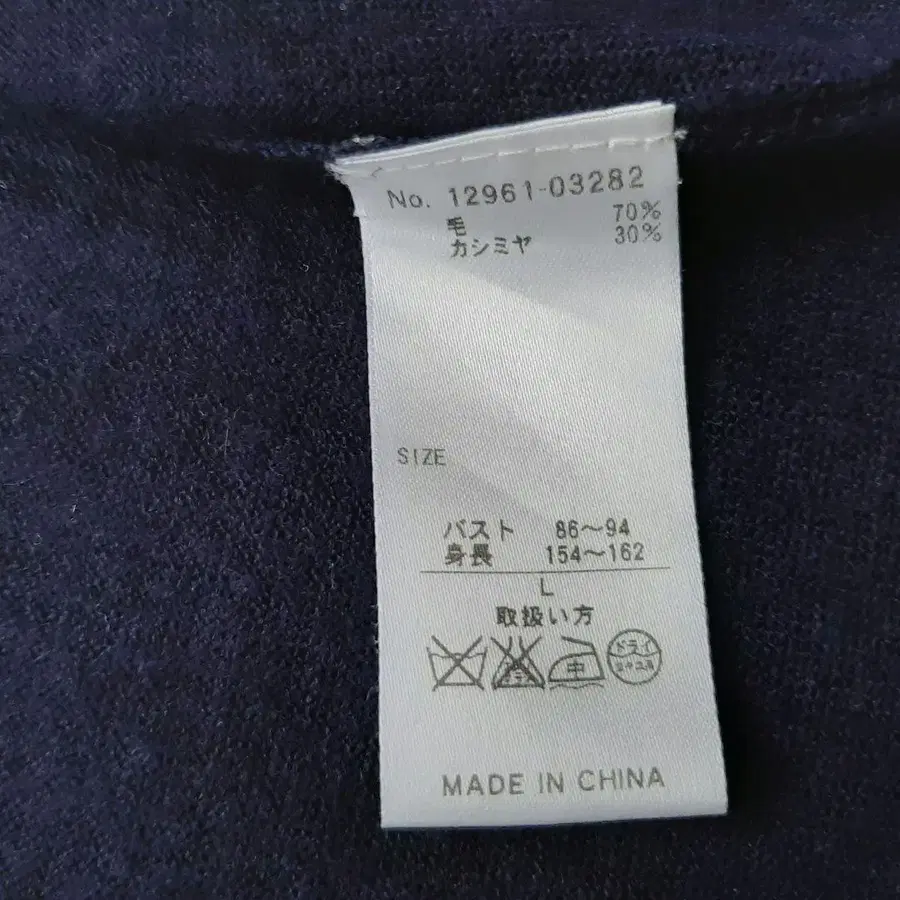 No. 12961-03282
毛 70%
カシミヤ 30%
SIZE
バスト 86~94
身長 154~162
L
取扱い方
中
ドライ
MADE IN CHINA